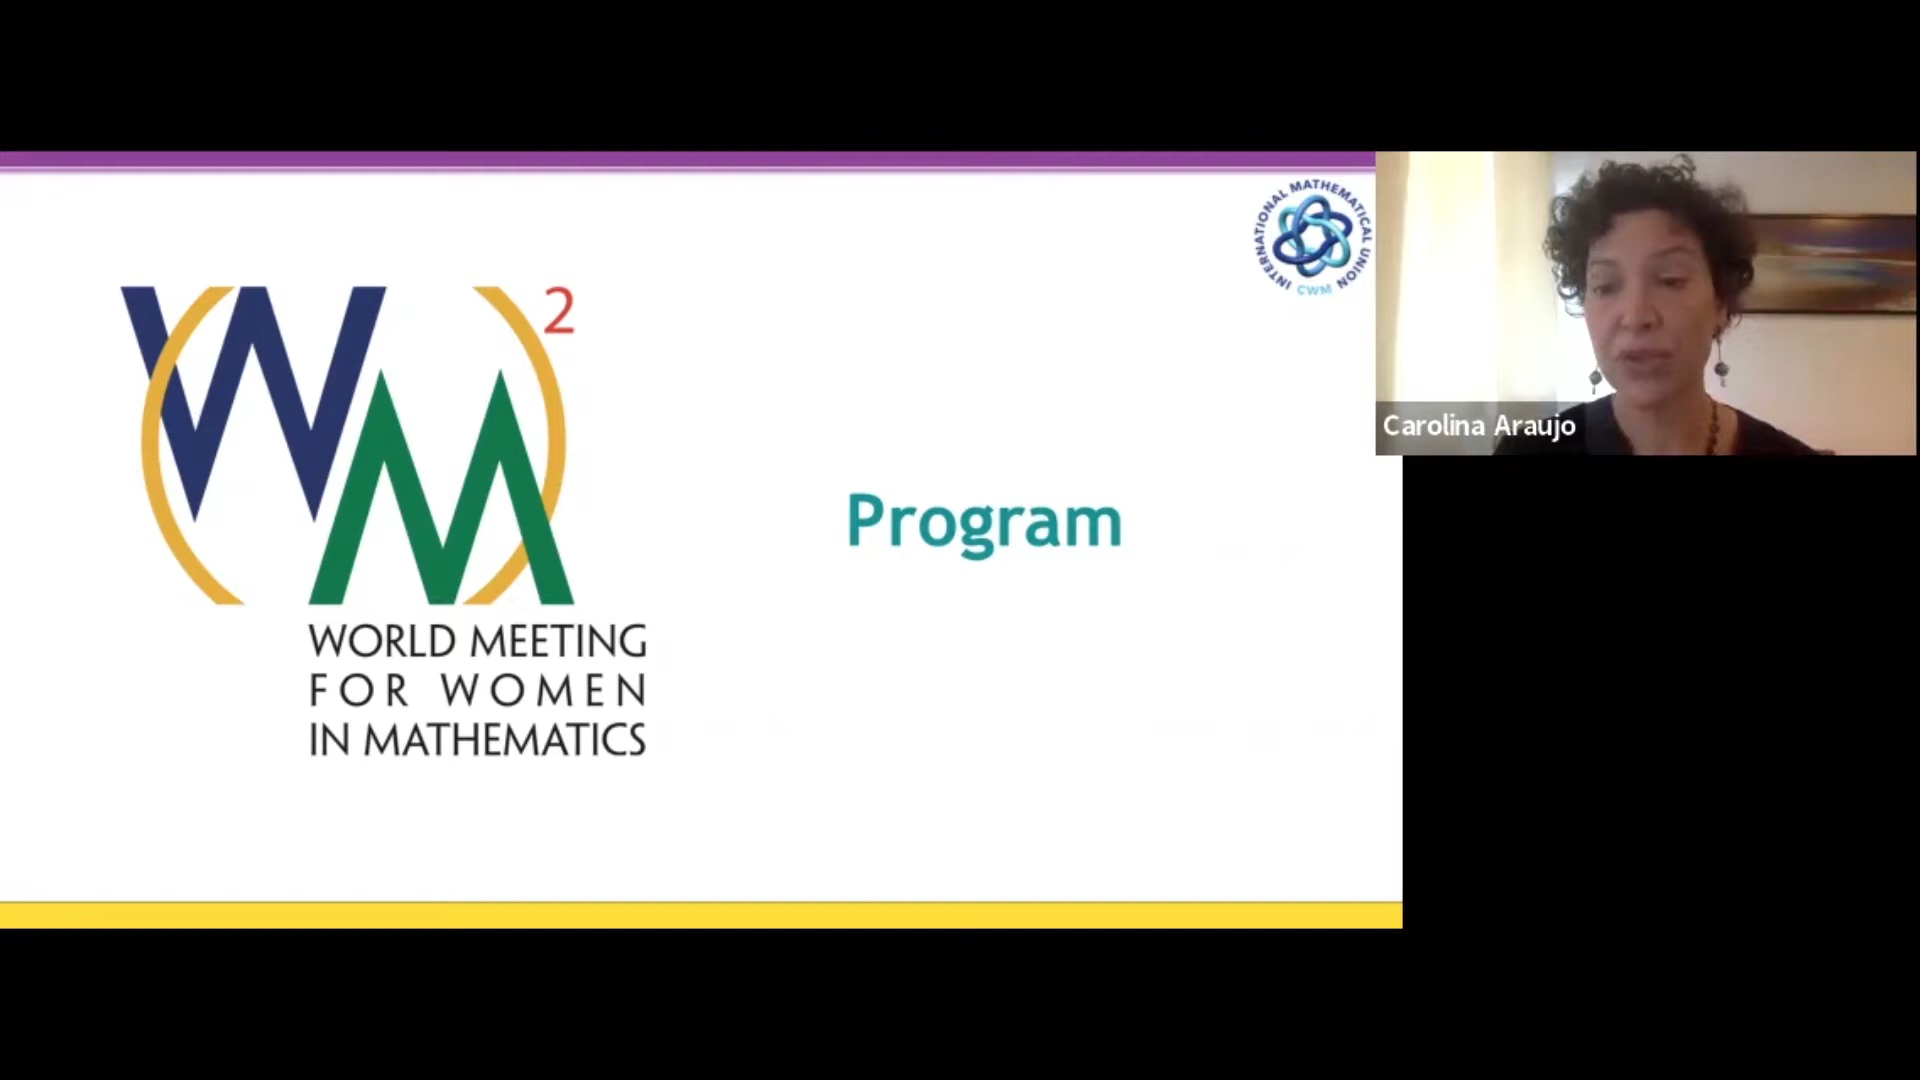 WM
2
WORLD MEETING
FOR WOMEN
IN MATHEMATICS
Program
INTERNATIONAL MATHEMATICAL UNION
CWM
Carolina Araujo